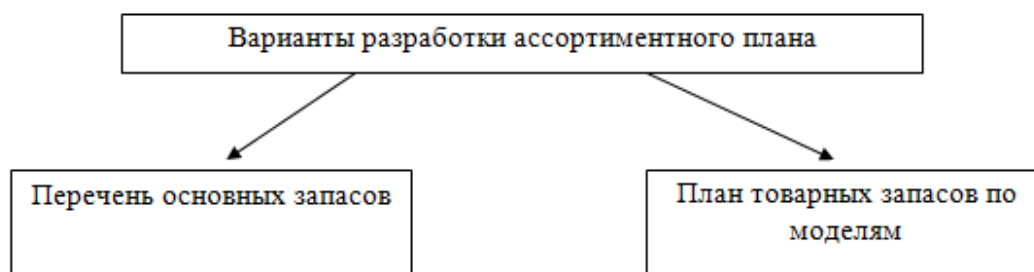 Варианты разработки ассортиментного плана
Перечень основных запасов
План товарных запасов по
моделям